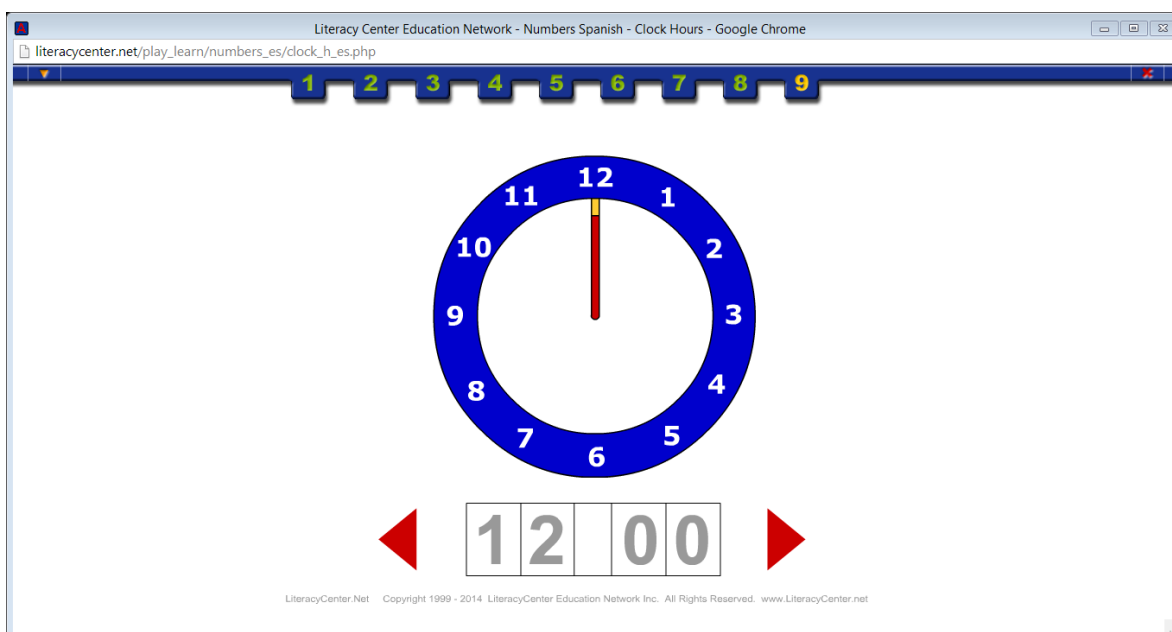 Literacy Center Education Network - Numbers Spanish - Clock Hours - Google Chrome
literacycenter.net/play_learn/numbers_es/clock_h_es.php
1 2 3 4 5 6 7 8 9
12
11 1
10 2
9 3
8 4
7 5
6
12 00
LiteracyCenter.Net Copyright 1999 - 2014 LiteracyCenter Education Network Inc. All Rights Reserved. www.LiteracyCenter.net